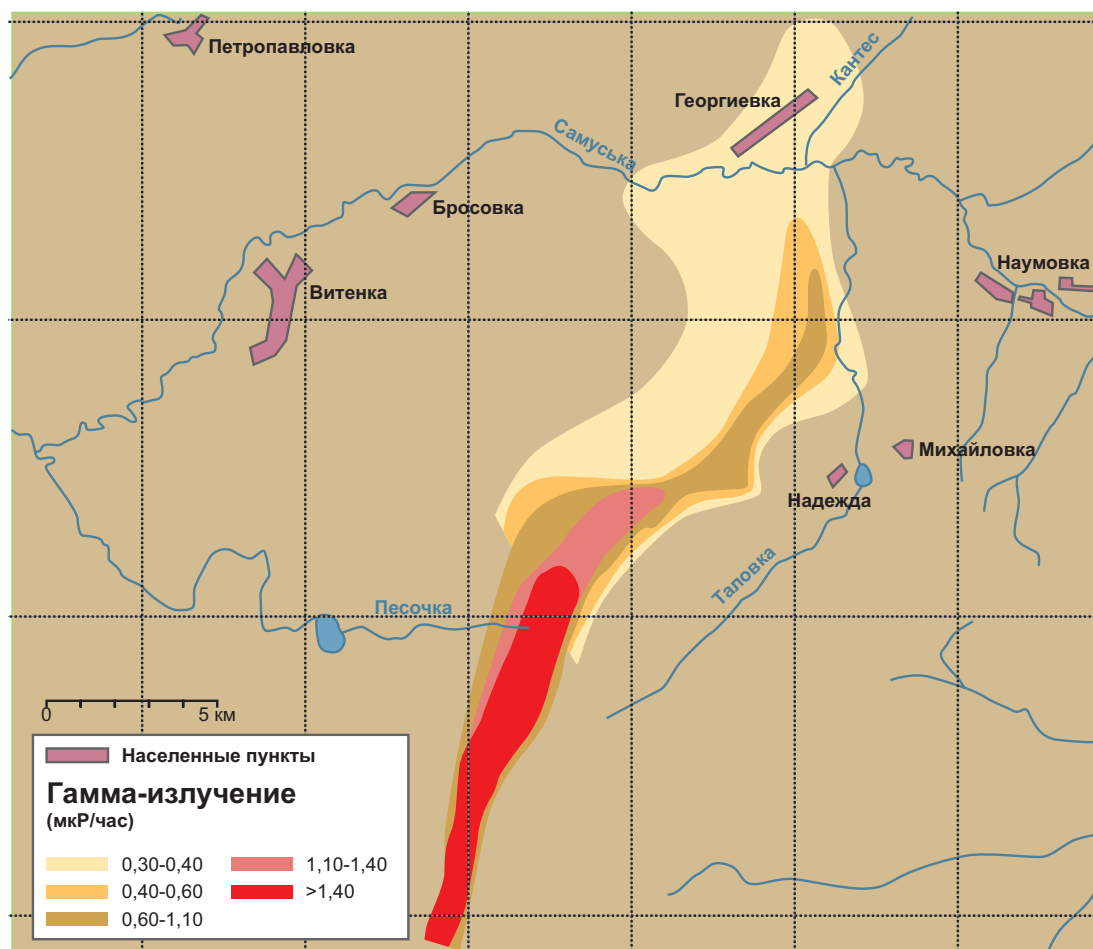 Петропавловка
Кантес
Георгиевка
Самуська
Бросовка
Наумовка
Витенка
Михайловка
Надежда
Таловка
Песочка
0 5 км
Населенные пункты
Гамма-излучение
(мкР/час)
0,30-0,40 1,10-1,40
0,40-0,60 >1,40
0,60-1,10